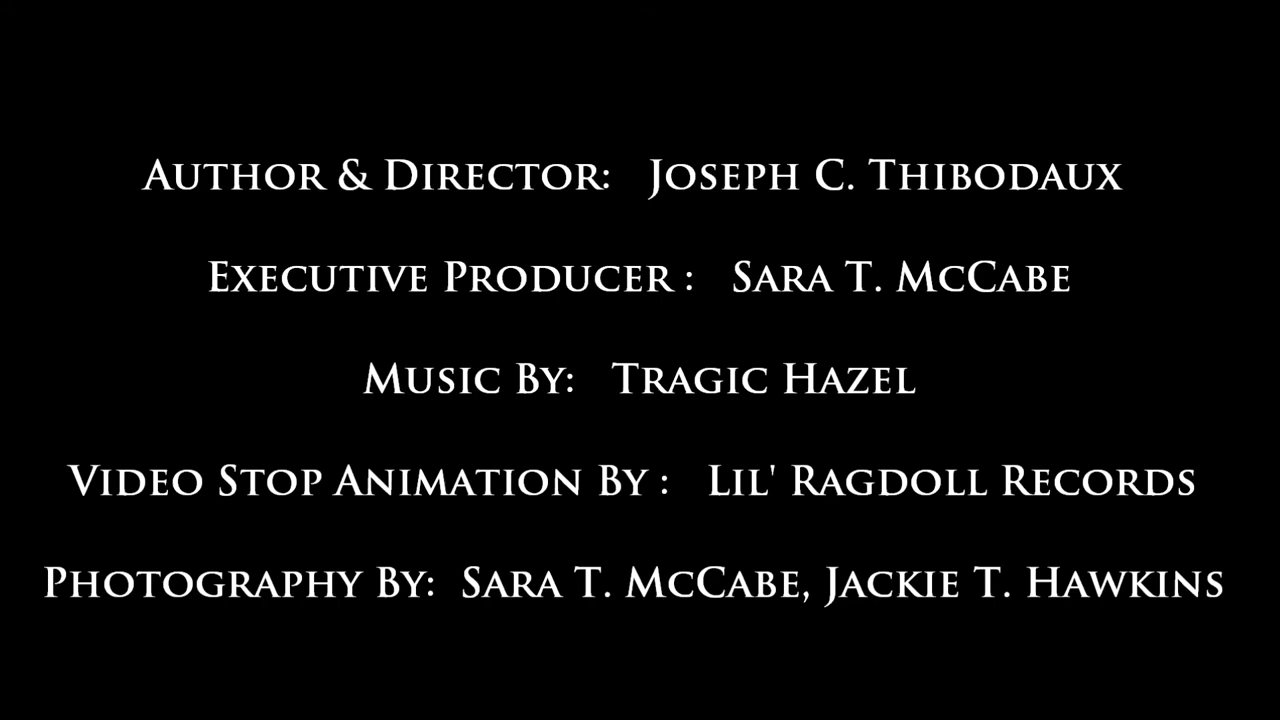 Author & Director: Joseph C. Thibodaux
Executive Producer : Sara T. McCabe
Music By: Tragic Hazel
Video Stop Animation By : Lil' Ragdoll Records
Photography By: Sara T. McCabe, Jackie T. Hawkins